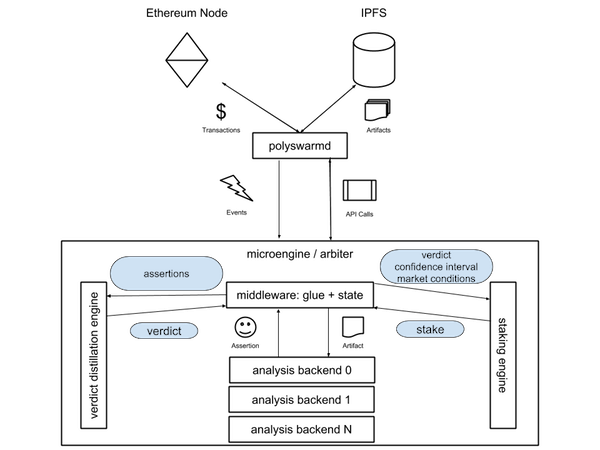 Ethereum Node
IPFS
$
Transactions
Artifacts
polyswarmd
Events
API Calls
microengine / arbiter
assertions
verdict
confidence interval
market conditions
middleware: glue + state
verdict distillation engine
verdict
stake
staking engine
Assertion
Artifact
analysis backend 0
analysis backend 1
analysis backend N